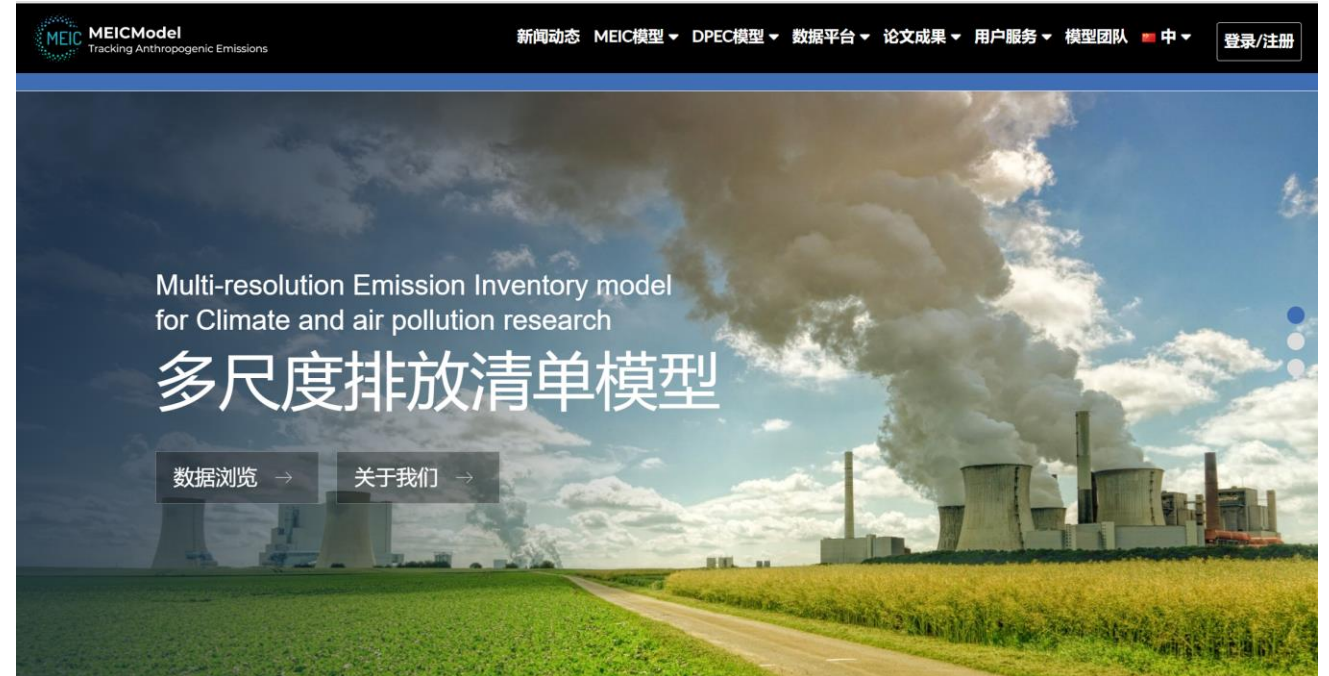 MEIC
MEICModel
Tracking Anthropogenic Emissions
新闻动态 MEIC模型 DPEC模型 数据平台 论文成果 用户服务 模型团队 中 登录/注册
Multi-resolution Emission Inventory model
for Climate and air pollution research
多尺度排放清单模型
数据浏览 → 关于我们 →